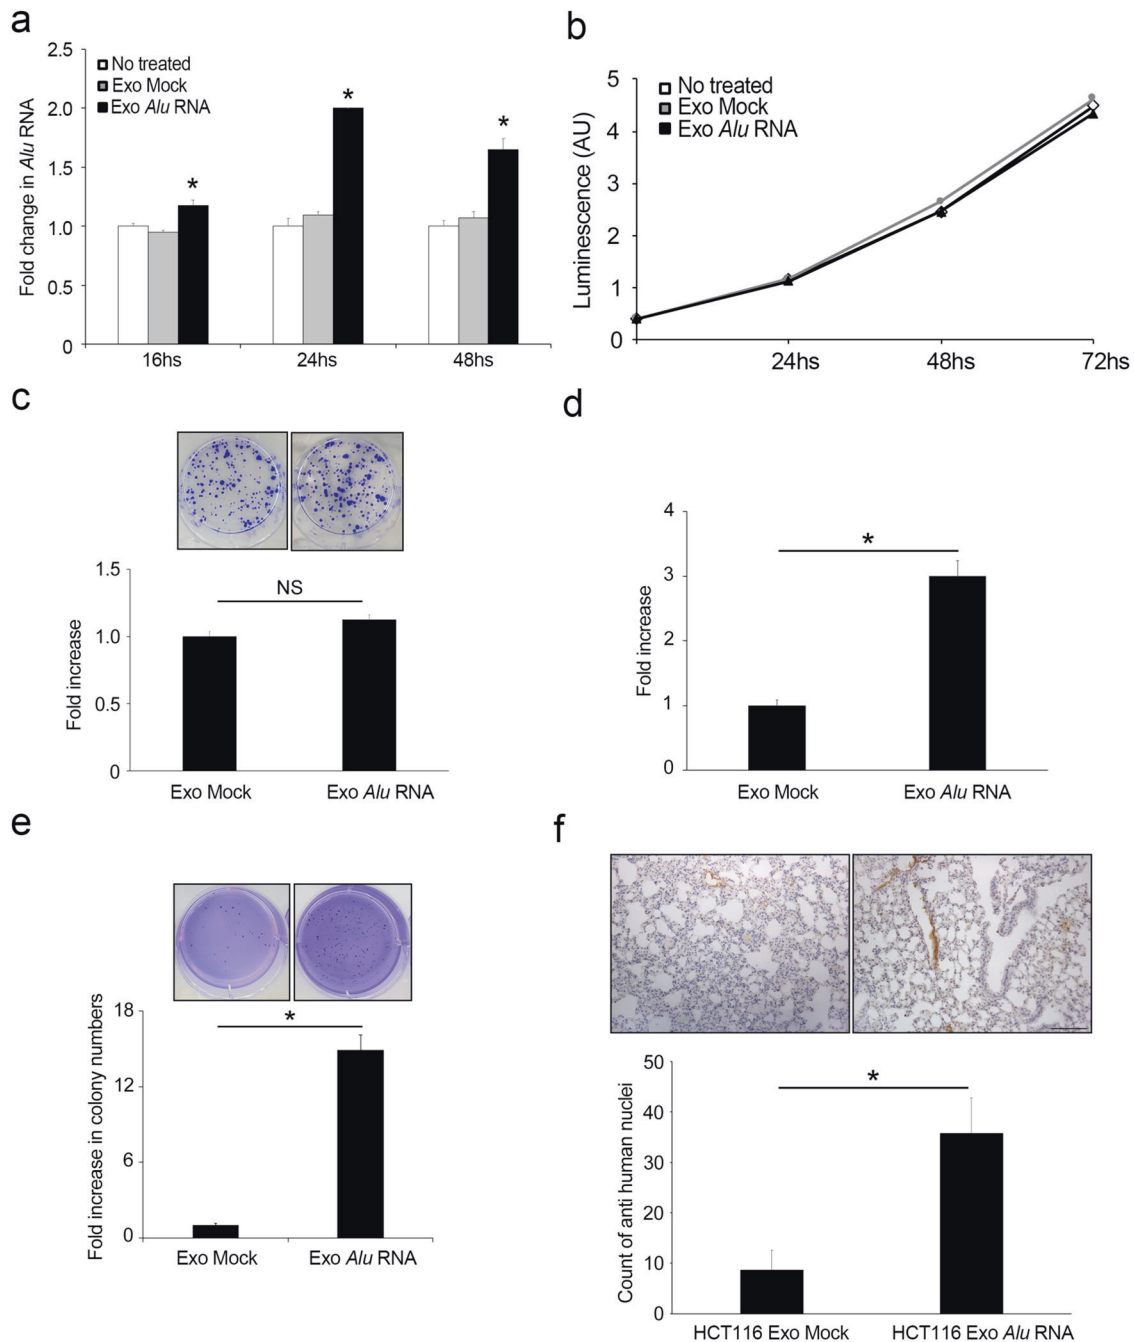 a
2.5
2.0
1.5
1.0
0.5
0
Fold change in Alu RNA
No treated
Exo Mock
Exo Alu RNA
*
*
*
16hs
24hs
48hs
b
5
4
3
2
1
0
Luminescence (AU)
No treated
Exo Mock
Exo Alu RNA
24hs
48hs
72hs
c
1.5
1.0
0.5
0
Fold increase
NS
Exo Mock
Exo Alu RNA
d
4
3
2
1
0
Fold increase
*
Exo Mock
Exo Alu RNA
e
18
12
6
0
Fold increase in colony numbers
*
Exo Mock
Exo Alu RNA
f
50
40
30
20
10
0
Count of anti human nuclei
*
HCT116 Exo Mock
HCT116 Exo Alu RNA